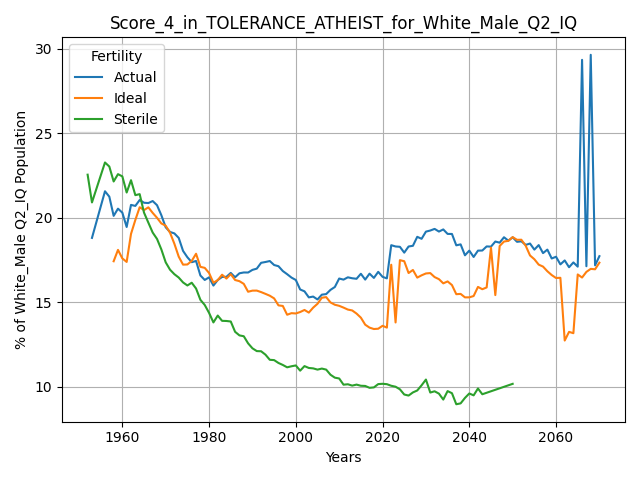 Score_4_in_TOLERANCE_ATHEIST_for_White_Male_Q2_IQ
% of White_Male Q2_IQ Population
30
25
20
15
10
Fertility
Actual
Ideal
Sterile
1960 1980 2000 2020 2040 2060
Years